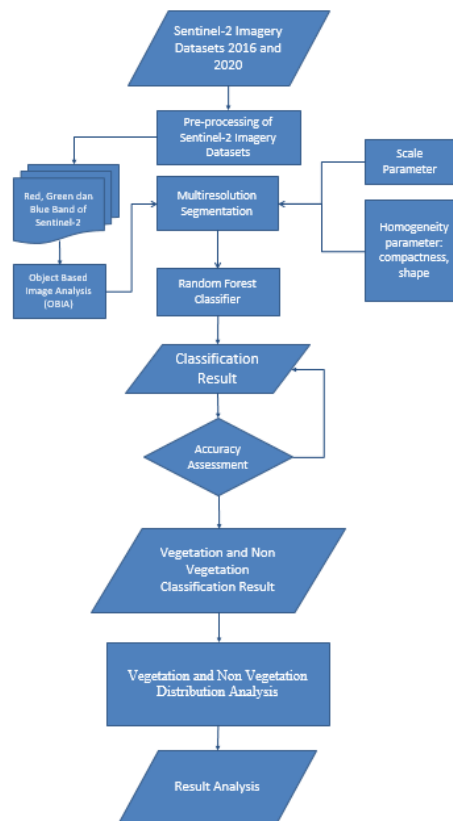 Sentinel-2 Imagery
Datasets 2016 and
2020
Pre-processing of
Sentinel-2 Imagery
Datasets
Red, Green dan
Blue Band of
Sentinel-2
Object Based
Image Analysis
(OBIA)
Multiresolution
Segmentation
Scale
Parameter
Homogeneity
parameter:
compactness,
shape
Random Forest
Classifier
Classification
Result
Accuracy
Assessment
Vegetation and Non
Vegetation
Classification Result
Vegetation and Non Vegetation
Distribution Analysis
Result Analysis